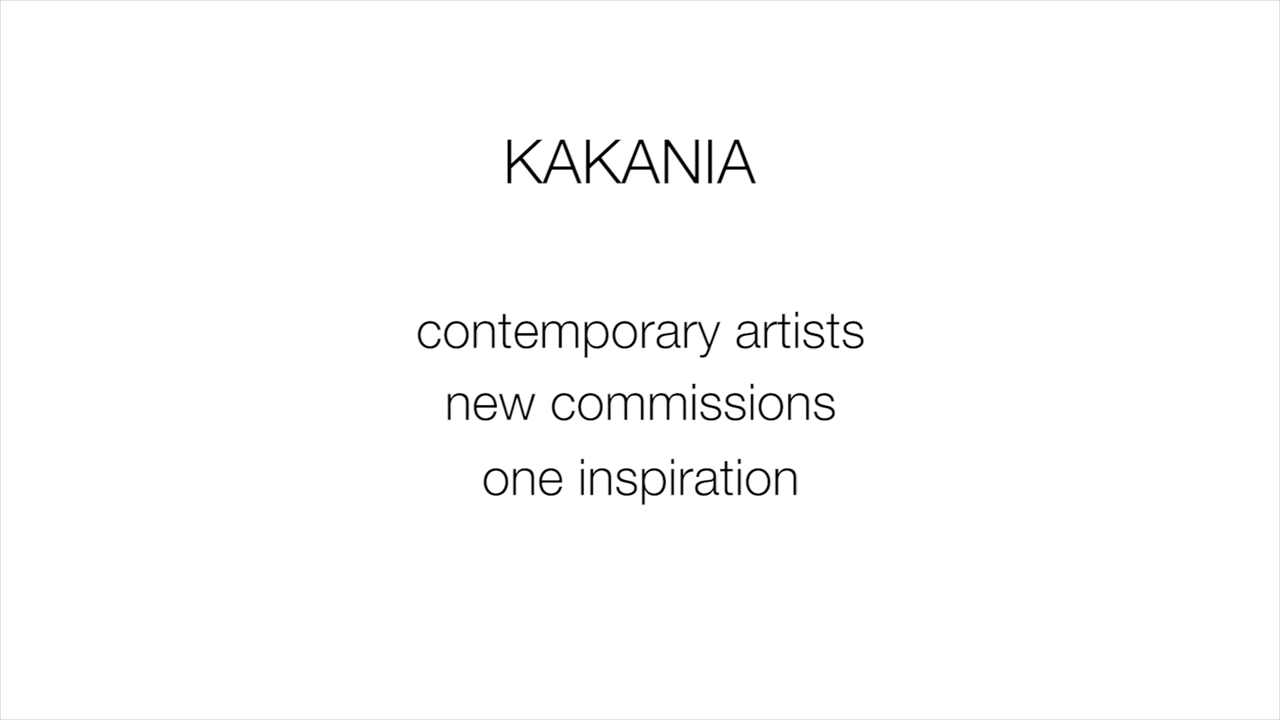 KAKANIA
contemporary artists
new commissions
one inspiration